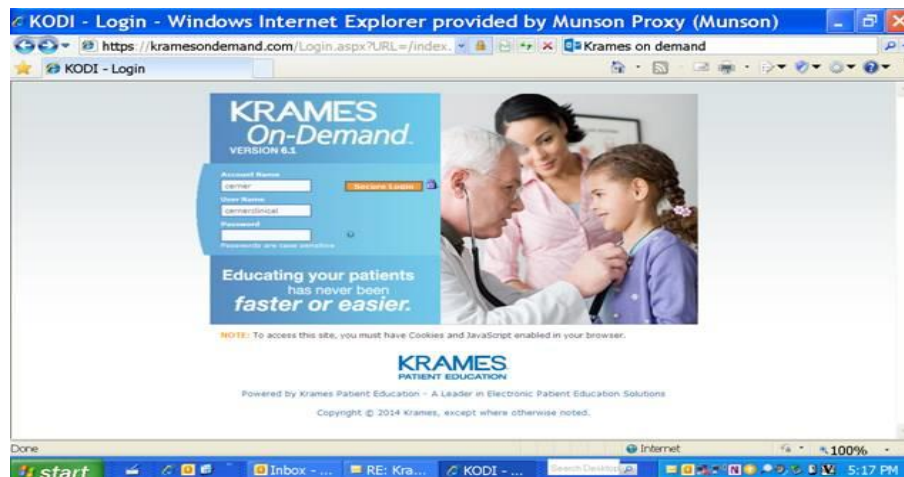 KODI - Login - Windows Internet Explorer provided by Munson Proxy (Munson)
https://kramesondemand.com/Login.aspx?URL=/index.
Krames on demand
KODI - Login
KRAMES
On-Demand
VERSION 6.1
Account Name
cerner
Secure Login
User Name
cernerclinical
Password
Passwords are case sensitive
Educating your patients
has never been
faster or easier.
NOTE: To access this site, you must have Cookies and JavaScript enabled in your browser.
KRAMES
PATIENT EDUCATION
Powered by Krames Patient Education - A Leader in Electronic Patient Education Solutions
Copyright © 2014 Krames, except where otherwise noted.
Done
Internet
100%
start
Inbox - ...
RE: Kra...
KODI - ...
Search Desktop
5:17 PM